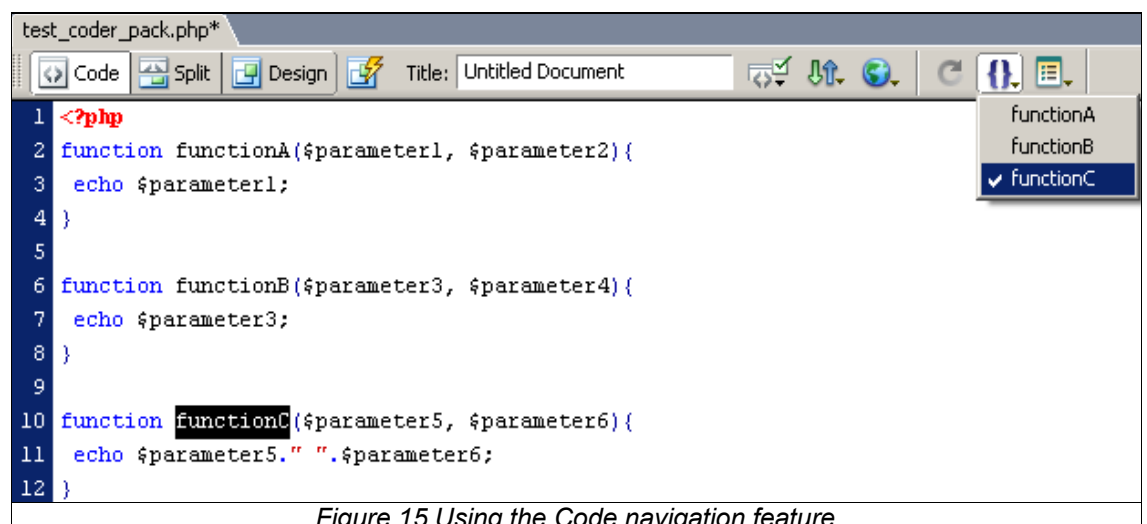 test_coder_pack.php*
Code Split Design Title: Untitled Document
functionA
functionB
functionC
1 <?php
2 function functionA($parameter1, $parameter2){
3 echo $parameter1;
4 }
5
6 function functionB($parameter3, $parameter4){
7 echo $parameter3;
8 }
9
10 function functionC($parameter5, $parameter6){
11 echo $parameter5." ".$parameter6;
12 }
Figure 15 Using the Code navigation feature